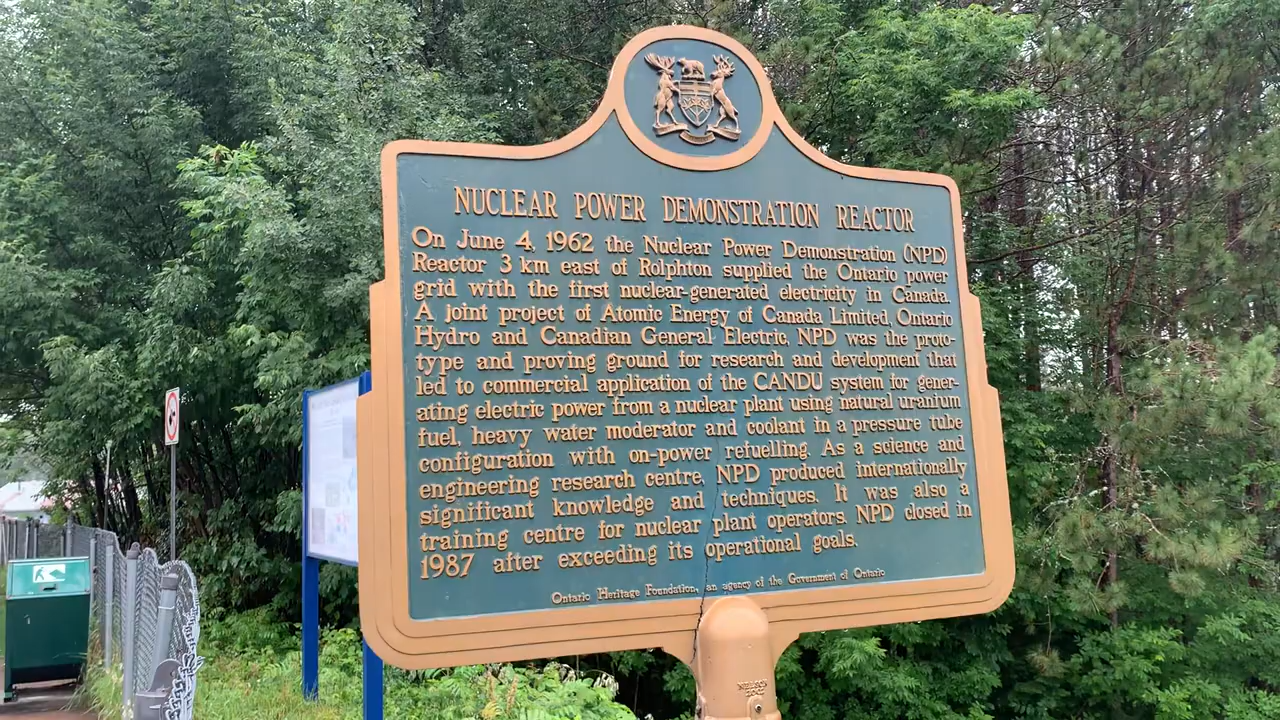 NUCLEAR POWER DEMONSTRATION REACTOR
On June 4, 1962 the Nuclear Power Demonstration (NPD)
Reactor 3 km east of Rolphton supplied the Ontario power
grid with the first nuclear-generated electricity in Canada.
A joint project of Atomic Energy of Canada Limited, Ontario
Hydro and Canadian General Electric, NPD was the proto-
type and proving ground for research and development that
led to commercial application of the CANDU system for gener-
ating electric power from a nuclear plant using natural uranium
fuel, heavy water moderator and coolant in a pressure tube
configuration with on-power refuelling. As a science and
engineering research centre, NPD produced internationally
significant knowledge and techniques. It was also a
training centre for nuclear plant operators. NPD closed in
1987 after exceeding its operational goals.
Ontario Heritage Foundation, an agency of the Government of Ontario